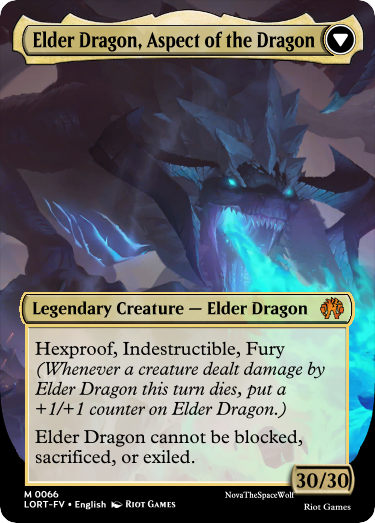 Elder Dragon, Aspect of the Dragon
Legendary Creature — Elder Dragon
Hexproof, Indestructible, Fury
(Whenever a creature dealt damage by
Elder Dragon this turn dies, put a
+1/+1 counter on Elder Dragon.)
Elder Dragon cannot be blocked,
sacrificed, or exiled.
30/30
M 0066
NovaTheSpaceWolf
LORT-FV • English Riot Games
Riot Games